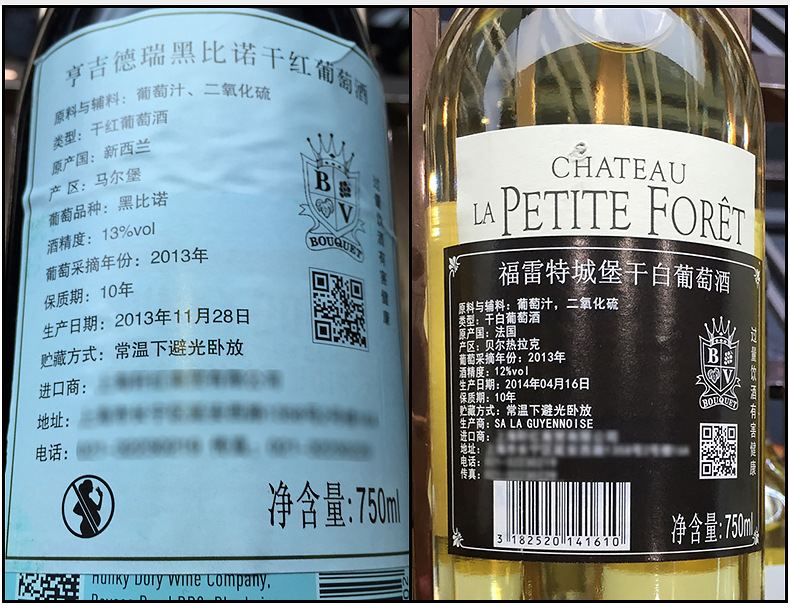 亨吉德瑞黑比诺干红葡萄酒
原料与辅料：葡萄汁、二氧化硫
类型：干红葡萄酒
原产国：新西兰
产 区：马尔堡
葡萄品种：黑比诺
酒精度：13%vol
葡萄采摘年份：2013年
保质期：10年
生产日期：2013年11月28日
贮藏方式：常温下避光卧放
进口商：
地址：
电话：
B
V
BOUQUET
过量饮酒有害健康
净含量:750ml
Hunky Dory Wine Company,
CHATEAU
LA PETITE FORÊT
福雷特城堡干白葡萄酒
原料与辅料：葡萄汁，二氧化硫
类型：干白葡萄酒
原产国：法国
产区：贝尔热拉克
葡萄采摘年份：2013年
酒精度：12%vol
生产日期：2014年04月16日
保质期：10年
贮藏方式：常温下避光卧放
生产商：SA LA GUYENNOISE
进口商：
地址：
电话：
传真：
B
V
BOUQUET
过量饮酒有害健康
3 182520 141610
净含量:750ml